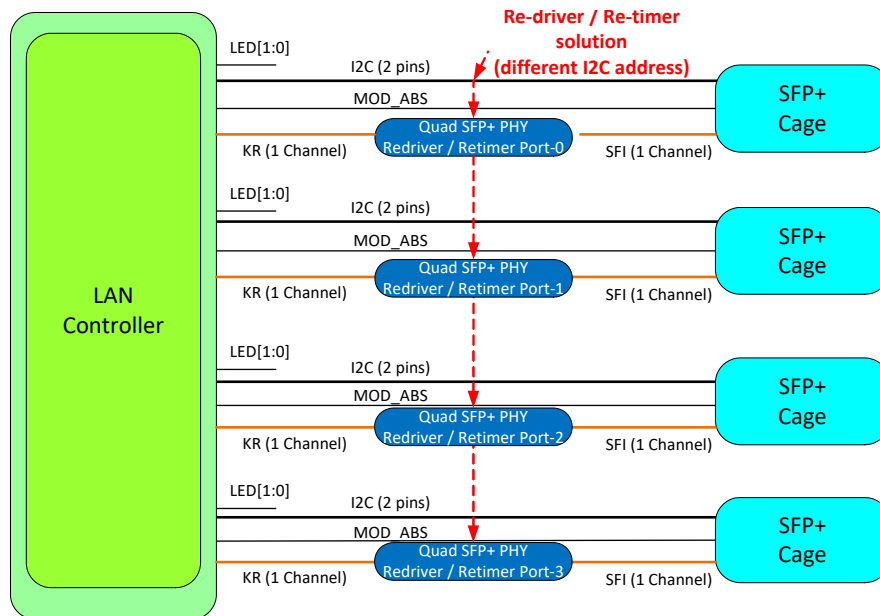 Re-driver / Re-timer
solution
(different I2C address)
LED[1:0]
I2C (2 pins)
MOD_ABS
Quad SFP+ PHY
Redriver / Retimer Port-0
KR (1 Channel)
SFI (1 Channel)
SFP+
Cage
LED[1:0]
I2C (2 pins)
MOD_ABS
Quad SFP+ PHY
Redriver / Retimer Port-1
KR (1 Channel)
SFI (1 Channel)
SFP+
Cage
LAN
Controller
LED[1:0]
I2C (2 pins)
MOD_ABS
Quad SFP+ PHY
Redriver / Retimer Port-2
KR (1 Channel)
SFI (1 Channel)
SFP+
Cage
LED[1:0]
I2C (2 pins)
MOD_ABS
Quad SFP+ PHY
Redriver / Retimer Port-3
KR (1 Channel)
SFI (1 Channel)
SFP+
Cage